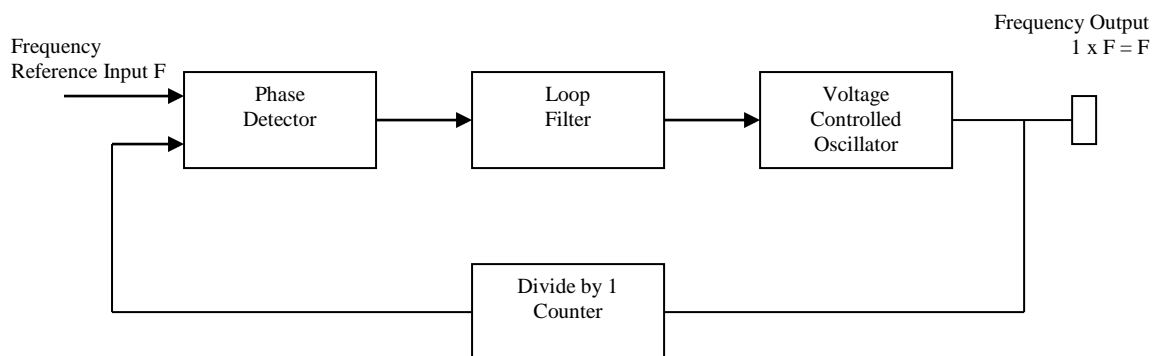 Frequency Output
1 x F = F
Frequency
Reference Input F
Phase
Detector
Loop
Filter
Voltage
Controlled
Oscillator
Divide by 1
Counter